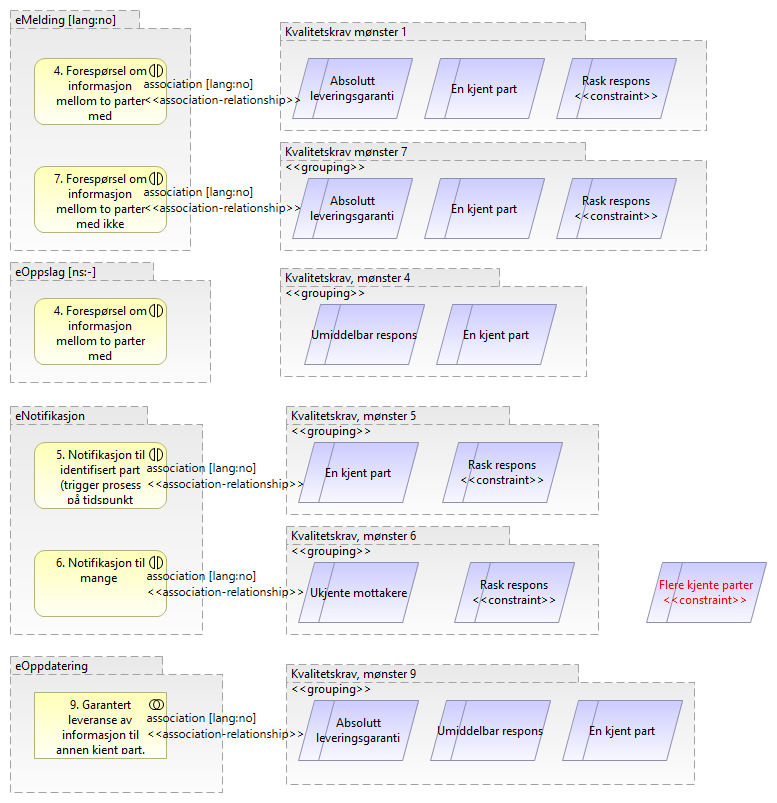 eMelding [lang:no]
4. Forespørsel om
informasjon
mellom to parter
med
association [lang:no]
<<association-relationship>>
Kvalitetskrav mønster 1
Absolutt
leveringsgaranti
En kjent part
Rask respons
<<constraint>>
7. Forespørsel om
informasjon
mellom to parter
med ikke
association [lang:no]
<<association-relationship>>
Kvalitetskrav mønster 7
<<grouping>>
Absolutt
leveringsgaranti
En kjent part
Rask respons
<<constraint>>
eOppslag [ns:-]
4. Forespørsel om
informasjon
mellom to parter
med
Kvalitetskrav, mønster 4
<<grouping>>
Umiddelbar respons
En kjent part
eNotifikasjon
5. Notifikasjon til
identifisert part
(trigger prosess
på tidspunkt
association [lang:no]
<<association-relationship>>
Kvalitetskrav, mønster 5
<<grouping>>
En kjent part
Rask respons
<<constraint>>
6. Notifikasjon til
mange
association [lang:no]
<<association-relationship>>
Kvalitetskrav, mønster 6
<<grouping>>
Ukjente mottakere
Rask respons
<<constraint>>
Flere kjente parter
<<constraint>>
eOppdatering
9. Garantert
leveranse av
informasjon til
annen kjent part.
association [lang:no]
<<association-relationship>>
Kvalitetskrav, mønster 9
<<grouping>>
Absolutt
leveringsgaranti
Umiddelbar respons
En kjent part